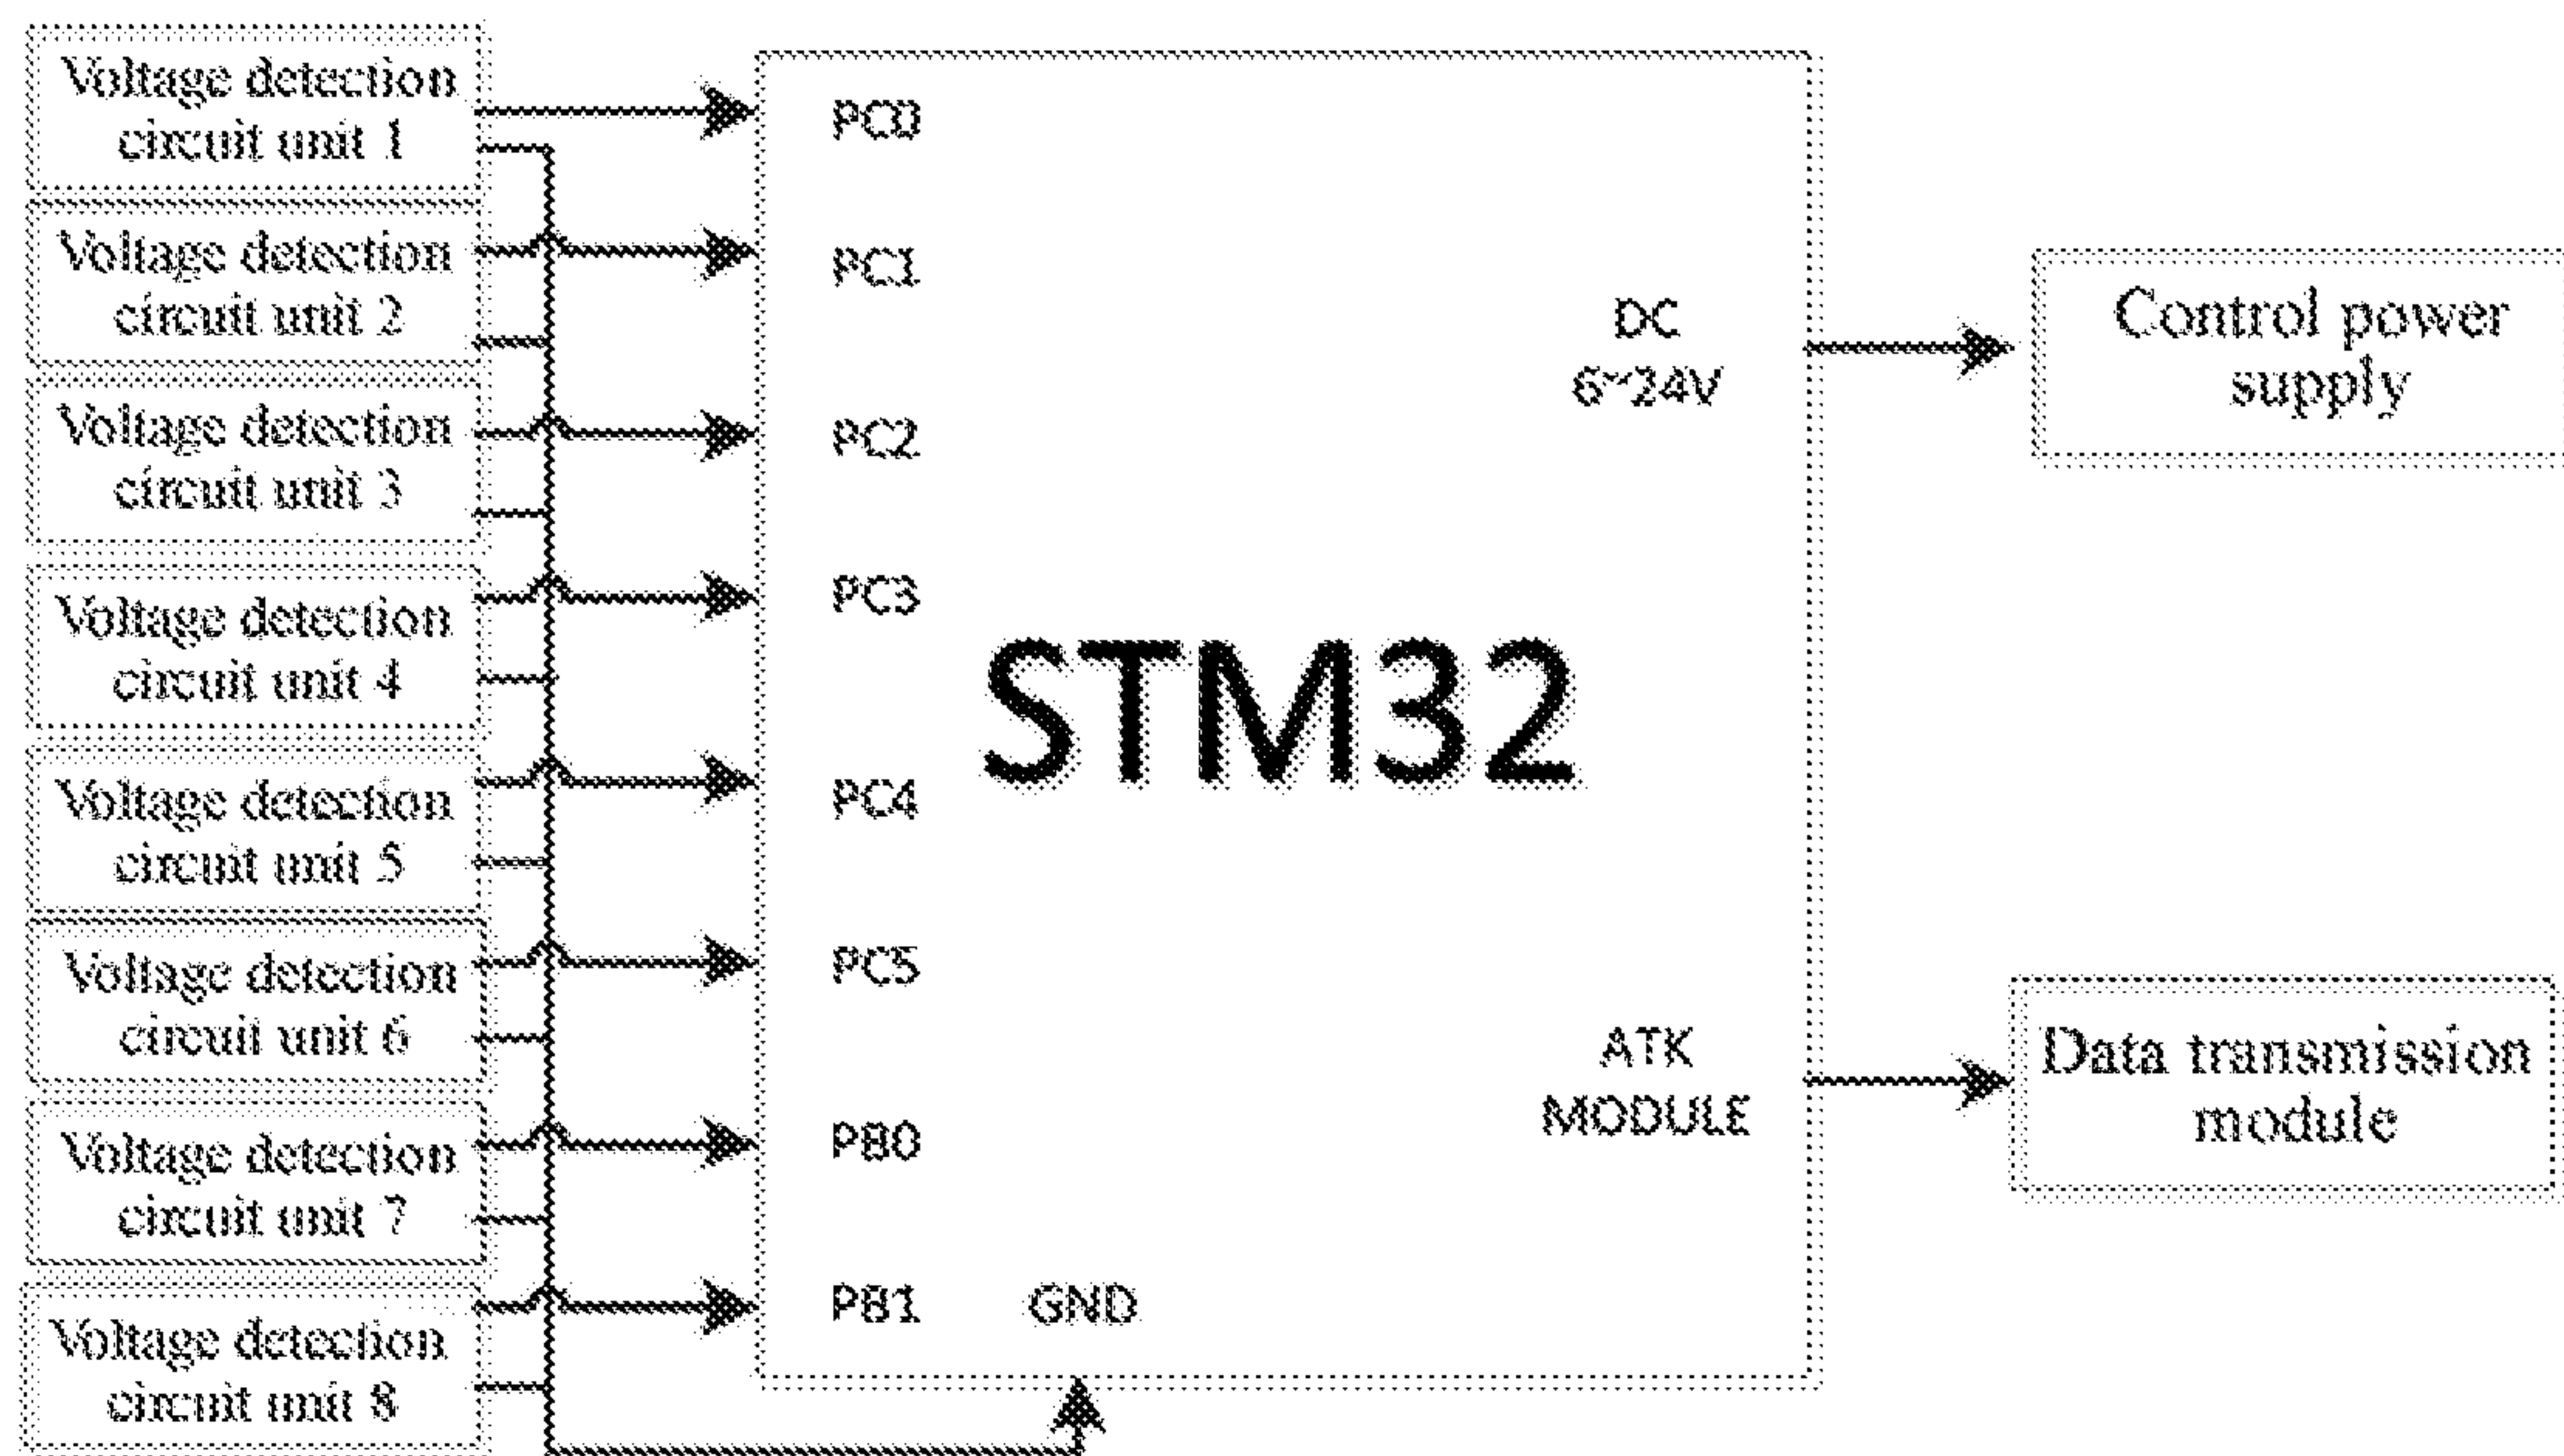 Voltage detection
circuit unit 1
Voltage detection
circuit unit 2
Voltage detection
circuit unit 3
Voltage detection
circuit unit 4
Voltage detection
circuit unit 5
Voltage detection
circuit unit 6
Voltage detection
circuit unit 7
Voltage detection
circuit unit 8
PC0
PC1
PC2
PC3
PC4
PC5
PB0
PB1
GND
STM32
DC
6~24V
ATK
MODULE
Control power
supply
Data transmission
module